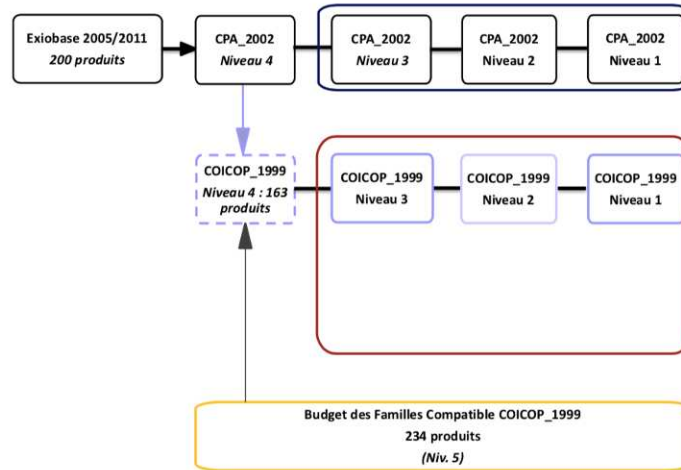 Exiobase 2005/2011
200 produits
CPA_2002
Niveau 4
CPA_2002
Niveau 3
CPA_2002
Niveau 2
CPA_2002
Niveau 1
COICOP_1999
Niveau 4 : 163
produits
COICOP_1999
Niveau 3
COICOP_1999
Niveau 2
COICOP_1999
Niveau 1
Budget des Familles Compatible COICOP_1999
234 produits
(Niv. 5)